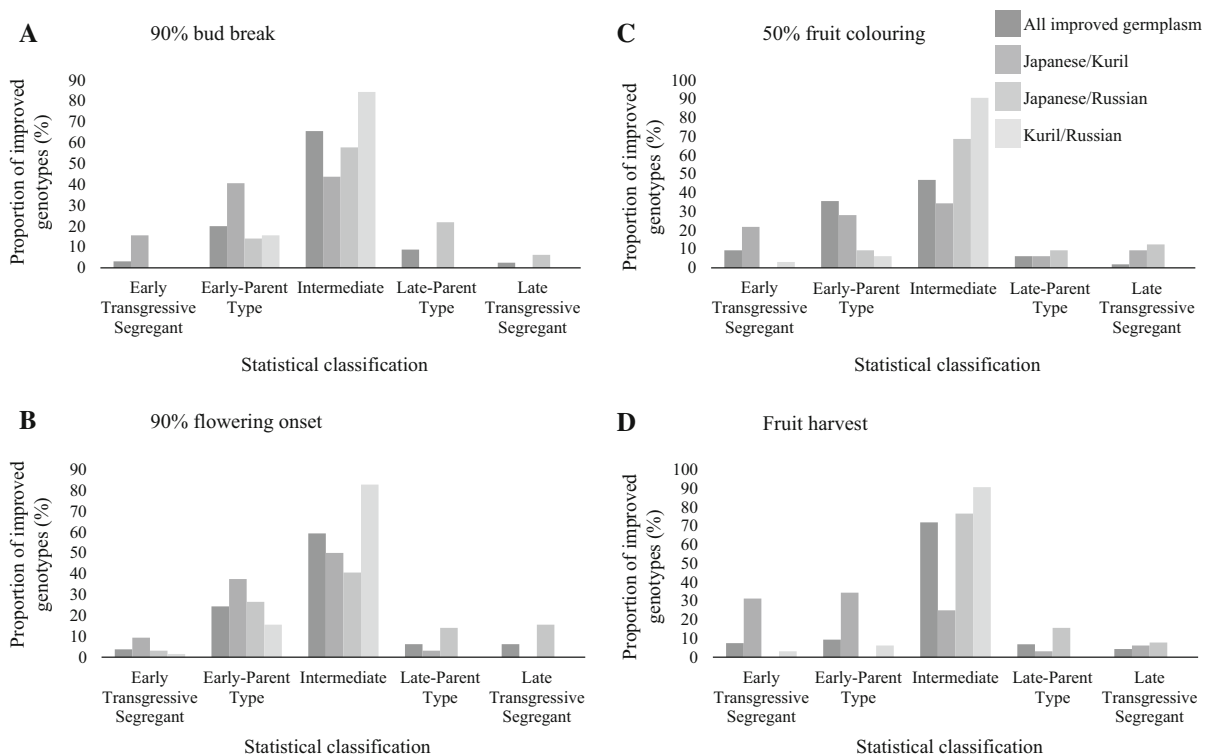 A
90% bud break
Proportion of improved
genotypes (%)
90
80
70
60
50
40
30
20
10
0
Early
Transgressive
Segregant
Early-Parent
Type
Intermediate
Late-Parent
Type
Late
Transgressive
Segregant
Statistical classification
C
50% fruit colouring
All improved germplasm
Japanese/Kuril
Japanese/Russian
Kuril/Russian
Proportion of improved
genotypes (%)
100
90
80
70
60
50
40
30
20
10
0
Early
Transgressive
Segregant
Early-Parent
Type
Intermediate
Late-Parent
Type
Late
Transgressive
Segregant
Statistical classification
B
90% flowering onset
Proportion of improved
genotypes (%)
90
80
70
60
50
40
30
20
10
0
Early
Transgressive
Segregant
Early-Parent
Type
Intermediate
Late-Parent
Type
Late
Transgressive
Segregant
Statistical classification
D
Fruit harvest
Proportion of improved
genotypes (%)
100
90
80
70
60
50
40
30
20
10
0
Early
Transgressive
Segregant
Early-Parent
Type
Intermediate
Late-Parent
Type
Late
Transgressive
Segregant
Statistical classification